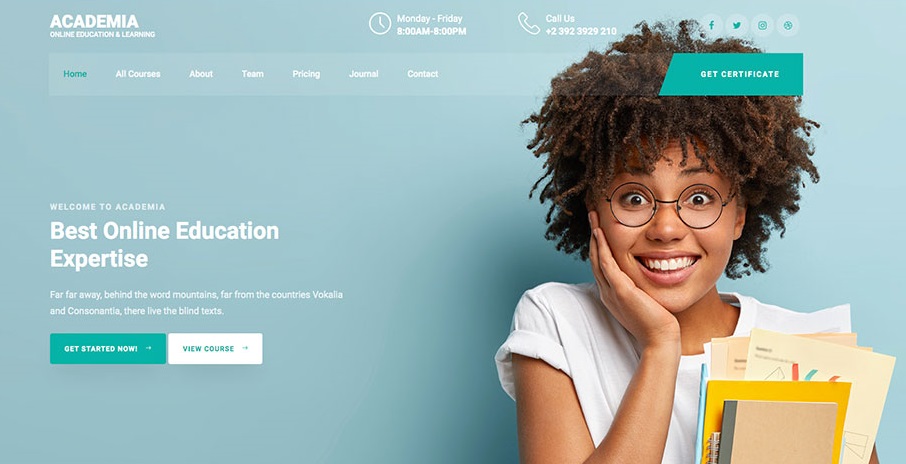 ACADEMIA
ONLINE EDUCATION & LEARNING
Monday - Friday
8:00AM-8:00PM
Call Us
+2 392 3929 210
Home
All Courses
About
Team
Pricing
Journal
Contact
GET CERTIFICATE
WELCOME TO ACADEMIA
Best Online Education
Expertise
Far far away, behind the word mountains, far from the countries Vokalia
and Consonantia, there live the blind texts.
GET STARTED NOW!
VIEW COURSE